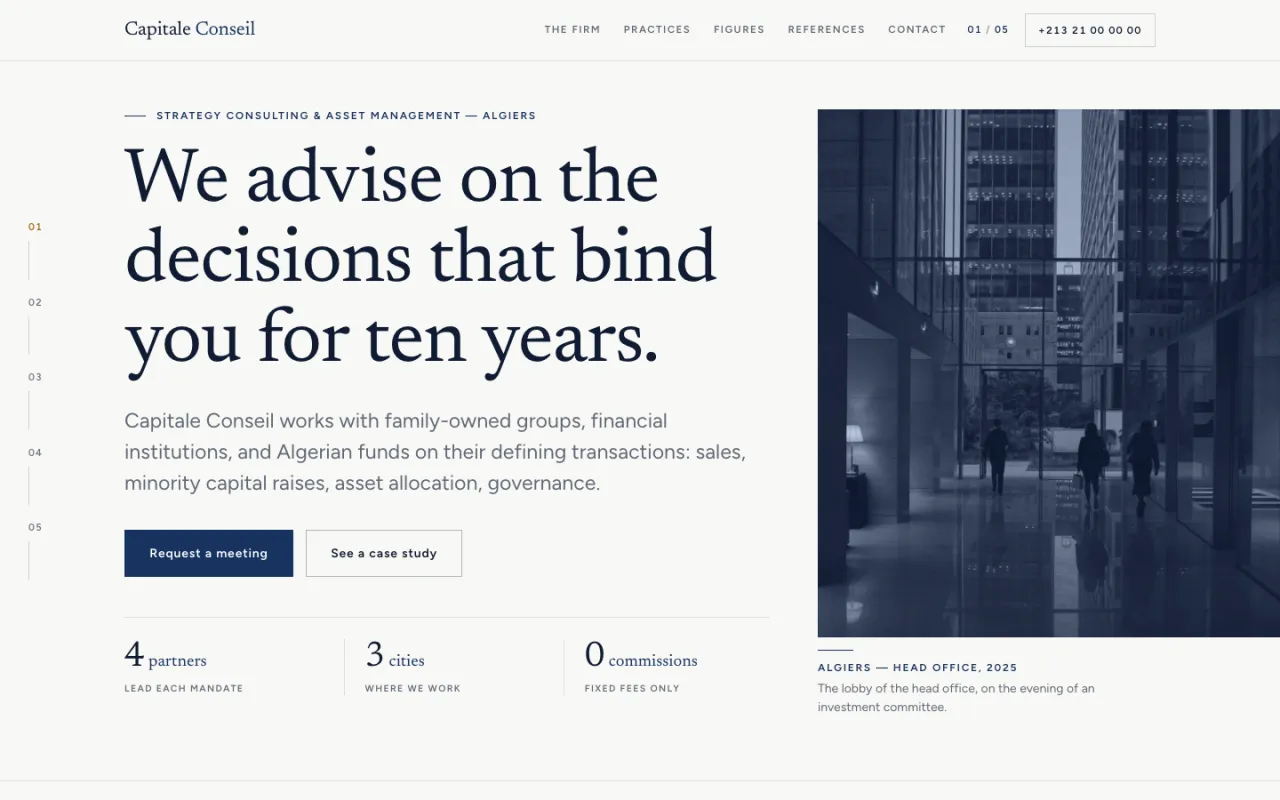 Capitale Conseil
THE FIRM
PRACTICES
FIGURES
REFERENCES
CONTACT
01 / 05
+213 21 00 00 00
STRATEGY CONSULTING & ASSET MANAGEMENT — ALGIERS
We advise on the
decisions that bind
you for ten years.
01
02
03
04
05
Capitale Conseil works with family-owned groups, financial
institutions, and Algerian funds on their defining transactions: sales,
minority capital raises, asset allocation, governance.
Request a meeting
See a case study
4 partners
LEAD EACH MANDATE
3 cities
WHERE WE WORK
0 commissions
FIXED FEES ONLY
ALGIERS — HEAD OFFICE, 2025
The lobby of the head office, on the evening of an
investment committee.